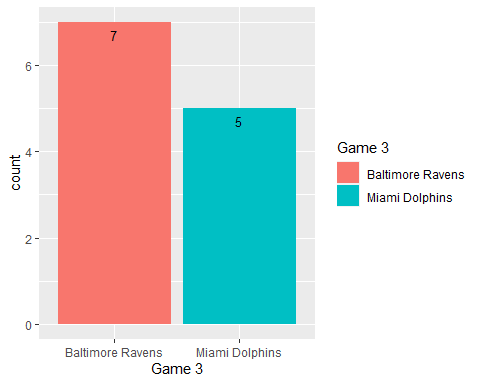 count
6
4
2
0
7
5
Baltimore Ravens
Miami Dolphins
Game 3
Game 3
Baltimore Ravens
Miami Dolphins